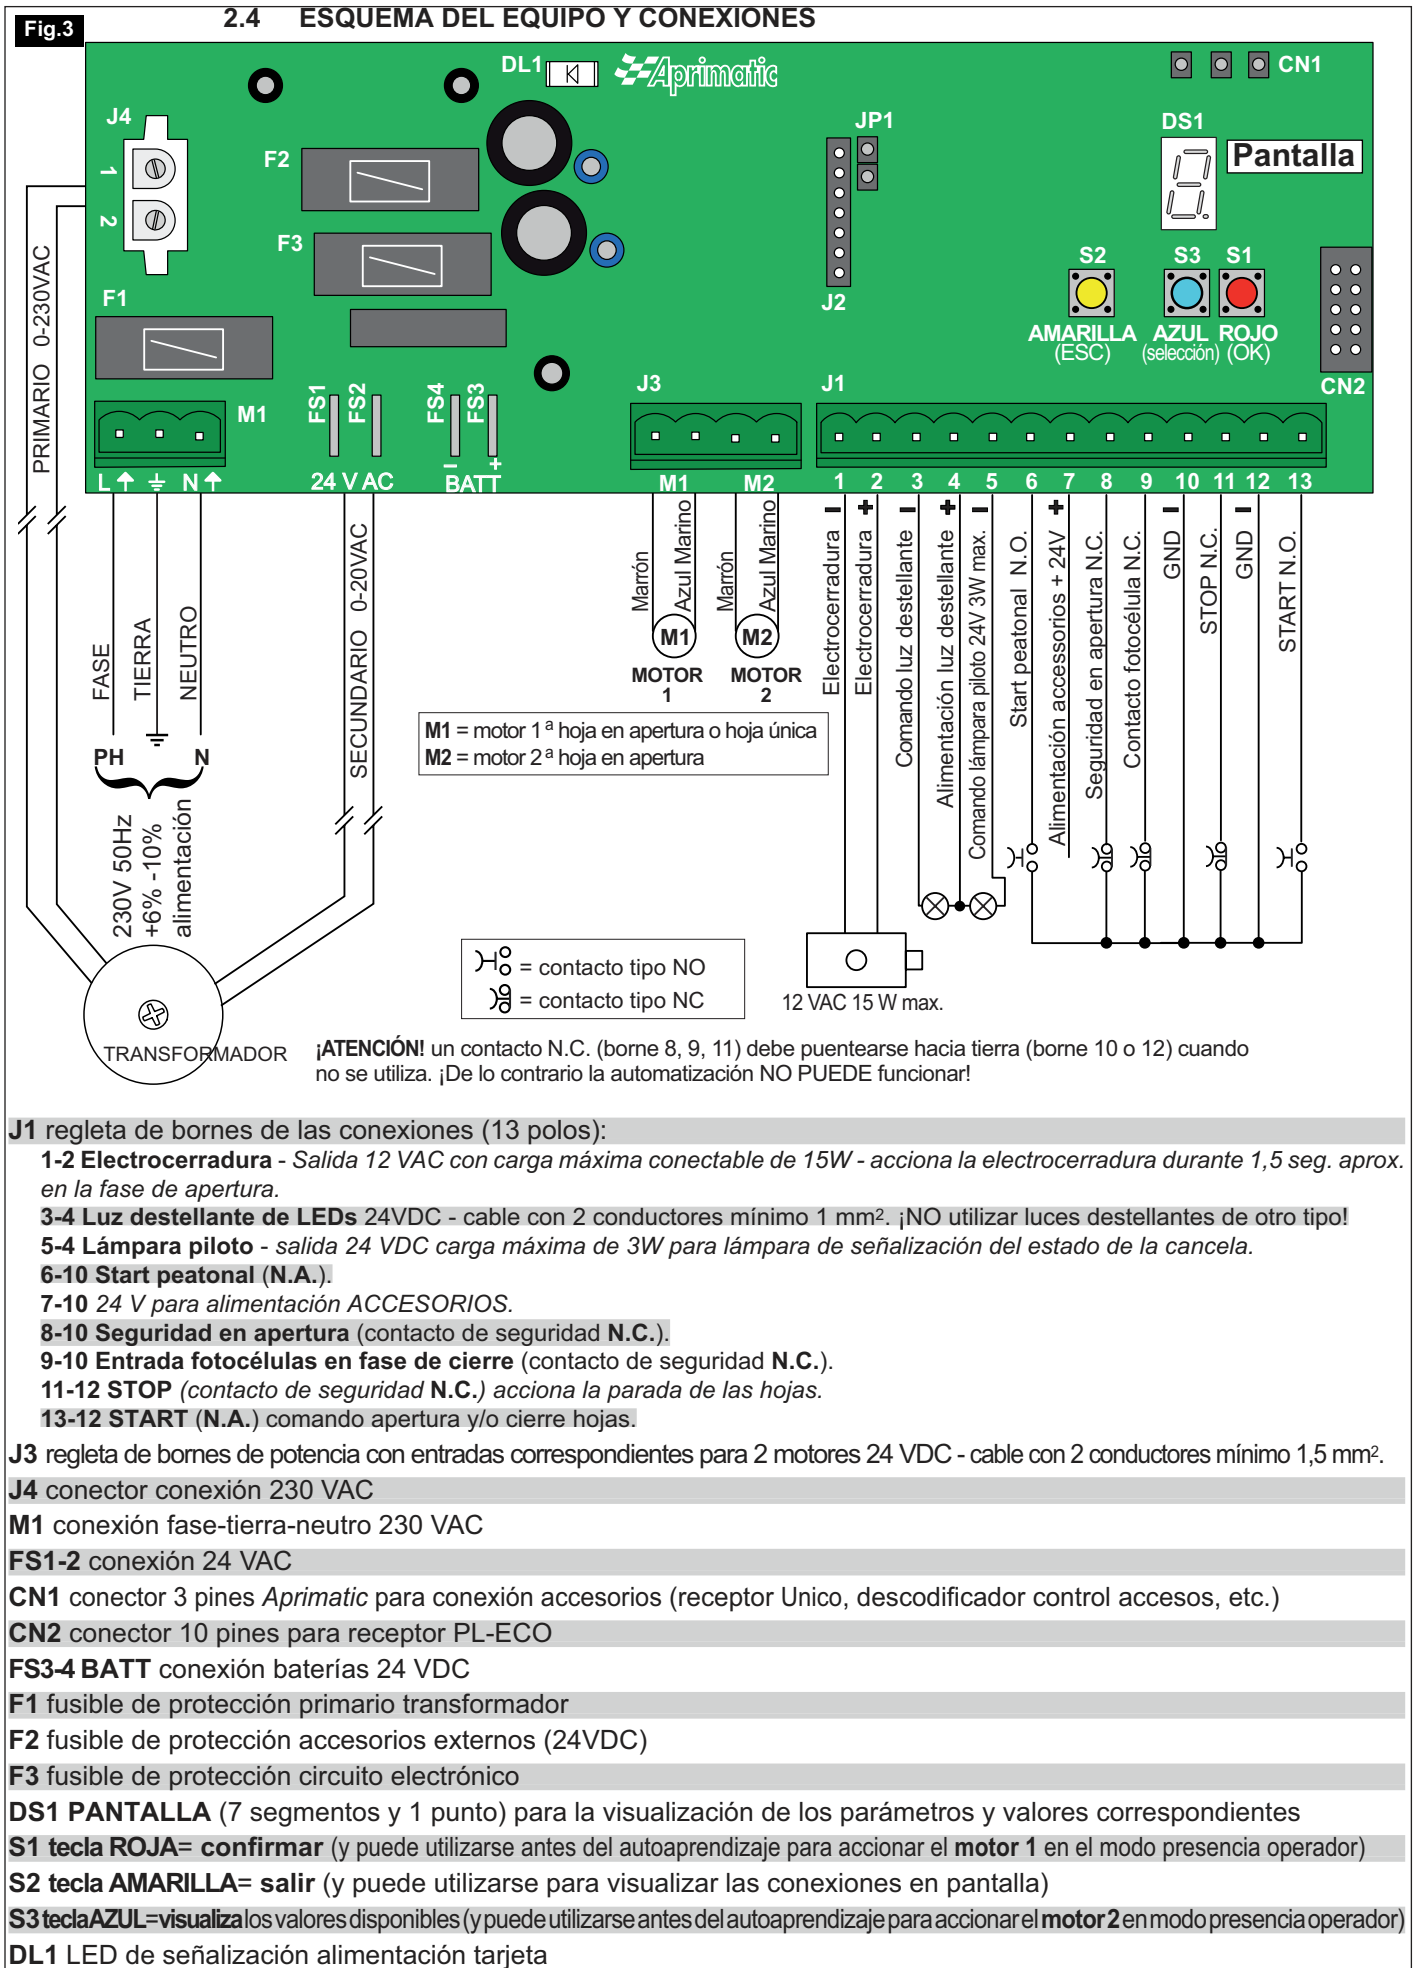 Fig.3
2.4 ESQUEMA DEL EQUIPO Y CONEXIONES
DL1
Aprimatic
CN1
J4
1
2
F2
F3
F1
JP1
J2
DS1
Pantalla
S2
S3
S1
AMARILLA
(ESC)
AZUL
(selección)
ROJO
(OK)
CN2
M1
FS1
FS2
FS4
FS3
J3
J1
L
N
24 V AC
– +
BATT
M1
M2
1 2 3 4 5 6 7 8 9 10 11 12 13
PRIMARIO 0-230VAC
FASE
TIERRA
NEUTRO
PH
N
230V 50Hz
+6% -10%
alimentación
SECUNDARIO 0-20VAC
Marrón
Azul Marino
Marrón
Azul Marino
M1
M2
MOTOR
1
MOTOR
2
M1 = motor 1ª hoja en apertura o hoja única
M2 = motor 2ª hoja en apertura
Electrocerradura –
Electrocerradura +
Comando luz destellante –
Alimentación luz destellante +
Comando lámpara piloto 24V 3W max. –
Start peatonal N.O.
Alimentación accessorios + 24V +
Seguridad en apertura N.C.
Contacto fotocélula N.C.
GND –
STOP N.C.
GND –
START N.O.
= contacto tipo NO
= contacto tipo NC
12 VAC 15 W max.
TRANSFORMADOR
¡ATENCIÓN! un contacto N.C. (borne 8, 9, 11) debe puentearse hacia tierra (borne 10 o 12) cuando
no se utiliza. ¡De lo contrario la automatización NO PUEDE funcionar!
J1 regleta de bornes de las conexiones (13 polos):
1-2 Electrocerradura - Salida 12 VAC con carga máxima conectable de 15W - acciona la electrocerradura durante 1,5 seg. aprox.
en la fase de apertura.
3-4 Luz destellante de LEDs 24VDC - cable con 2 conductores mínimo 1 mm². ¡NO utilizar luces destellantes de otro tipo!
5-4 Lámpara piloto - salida 24 VDC carga máxima de 3W para lámpara de señalización del estado de la cancela.
6-10 Start peatonal (N.A.).
7-10 24 V para alimentación ACCESORIOS.
8-10 Seguridad en apertura (contacto de seguridad N.C.).
9-10 Entrada fotocélulas en fase de cierre (contacto de seguridad N.C.).
11-12 STOP (contacto de seguridad N.C.) acciona la parada de las hojas.
13-12 START (N.A.) comando apertura y/o cierre hojas.
J3 regleta de bornes de potencia con entradas correspondientes para 2 motores 24 VDC - cable con 2 conductores mínimo 1,5 mm².
J4 conector conexión 230 VAC
M1 conexión fase-tierra-neutro 230 VAC
FS1-2 conexión 24 VAC
CN1 conector 3 pines Aprimatic para conexión accesorios (receptor Unico, descodificador control accesos, etc.)
CN2 conector 10 pines para receptor PL-ECO
FS3-4 BATT conexión baterías 24 VDC
F1 fusible de protección primario transformador
F2 fusible de protección accesorios externos (24VDC)
F3 fusible de protección circuito electrónico
DS1 PANTALLA (7 segmentos y 1 punto) para la visualización de los parámetros y valores correspondientes
S1 tecla ROJA= confirmar (y puede utilizarse antes del autoaprendizaje para accionar el motor 1 en el modo presencia operador)
S2 tecla AMARILLA= salir (y puede utilizarse para visualizar las conexiones en pantalla)
S3 tecla AZUL= visualiza los valores disponibles (y puede utilizarse antes del autoaprendizaje para accionar el motor 2 en modo presencia operador)
DL1 LED de señalización alimentación tarjeta